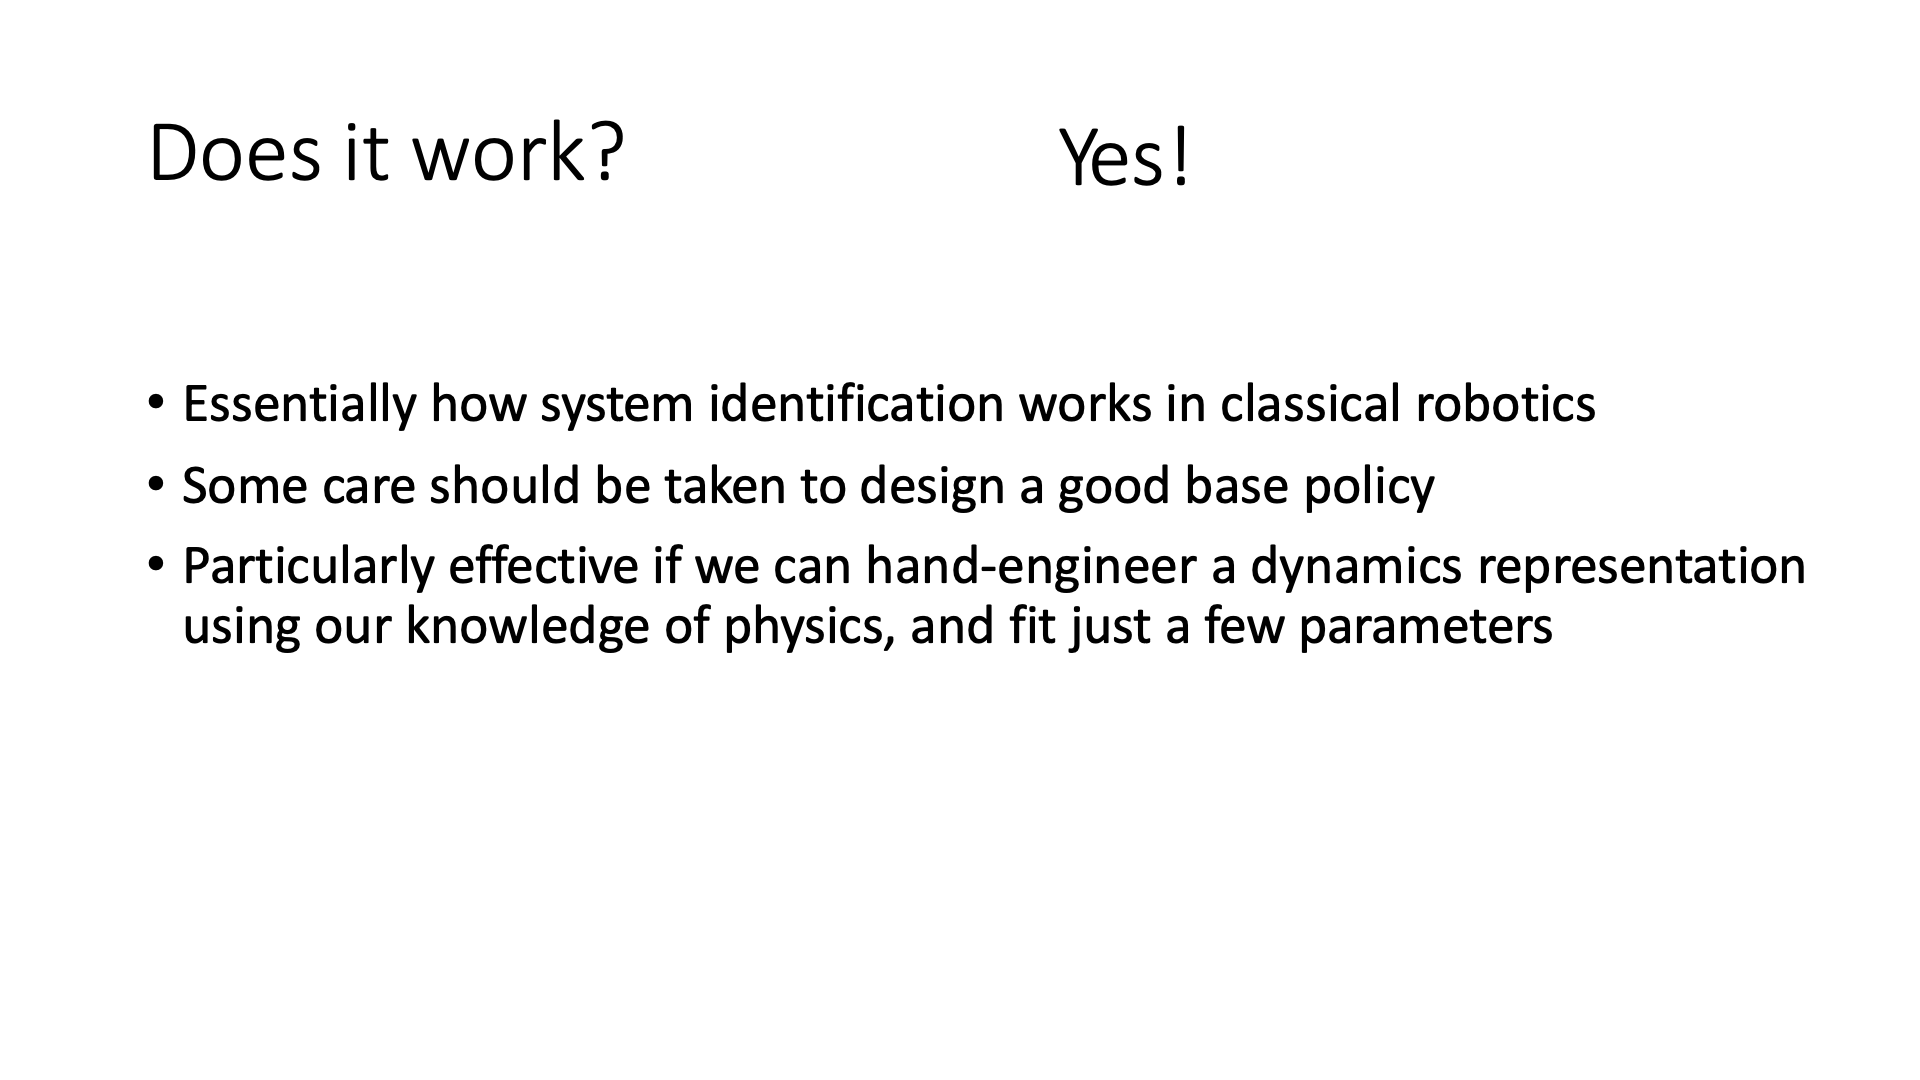 Does it work? Yes!
• Essentially how system identification works in classical robotics
• Some care should be taken to design a good base policy
• Particularly effective if we can hand-engineer a dynamics representation
using our knowledge of physics, and fit just a few parameters